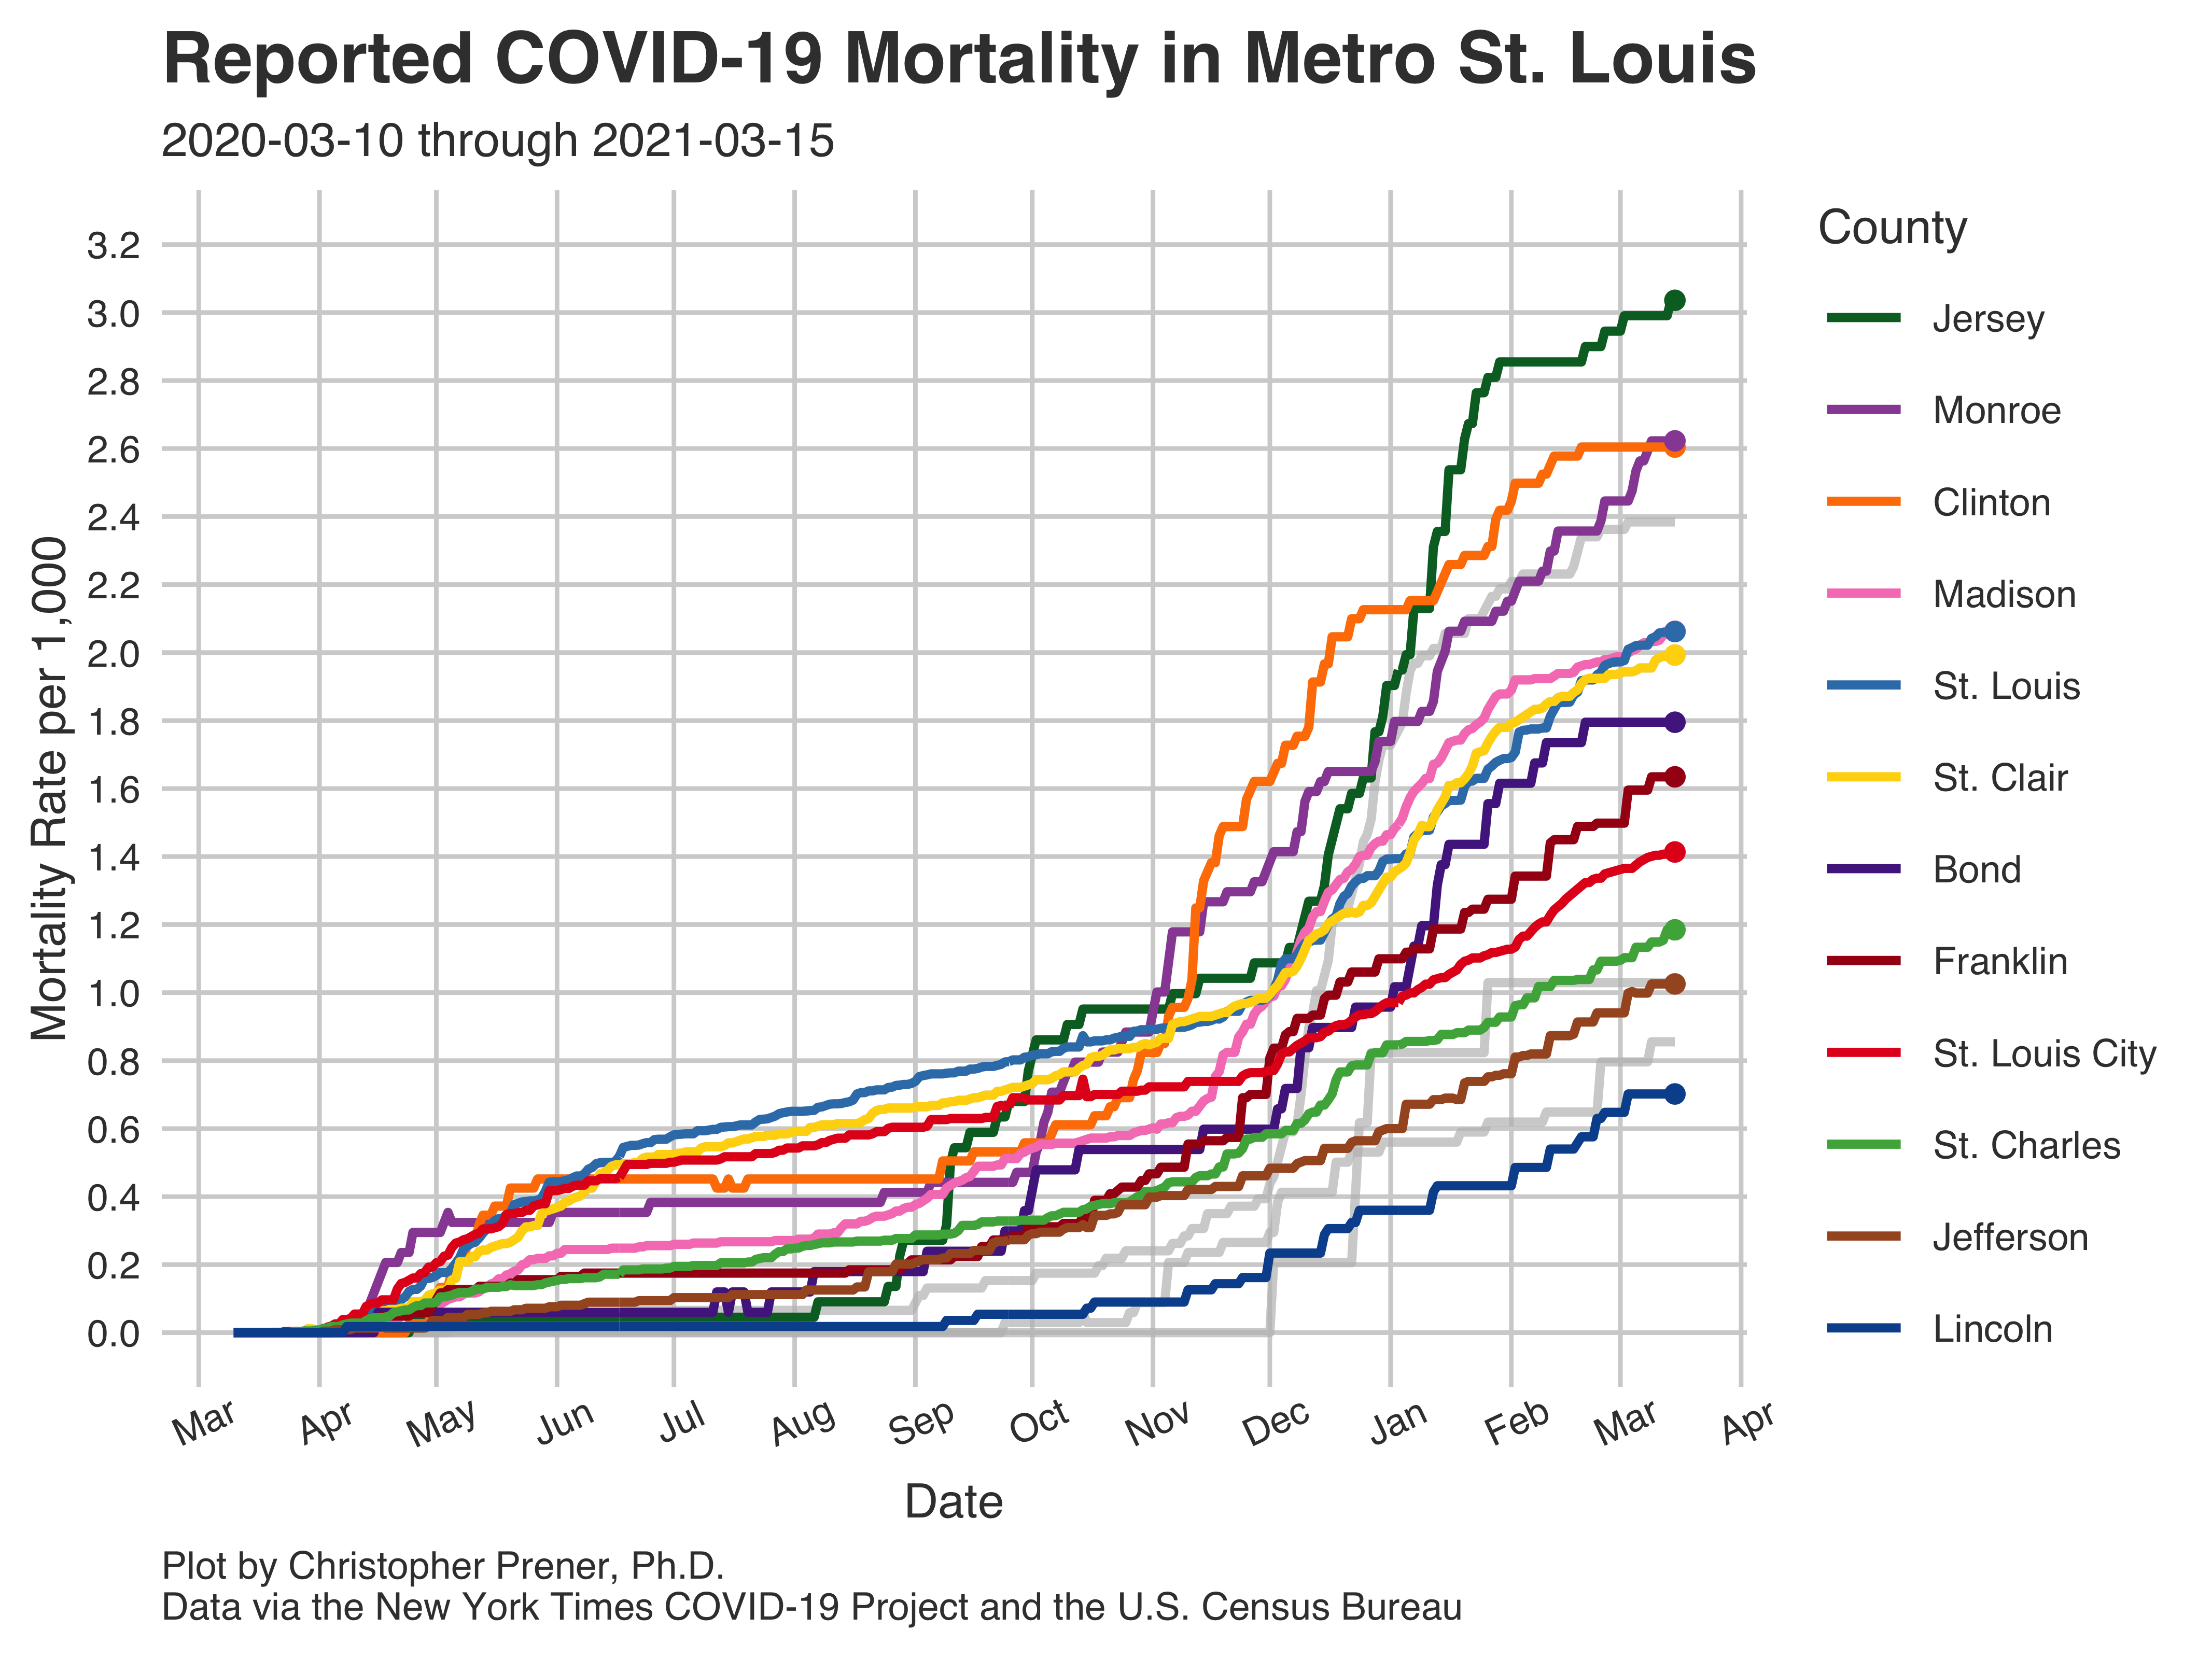 Reported COVID-19 Mortality in Metro St. Louis
2020-03-10 through 2021-03-15
County
Jersey
Monroe
Clinton
Madison
St. Louis
St. Clair
Bond
Franklin
St. Louis City
St. Charles
Jefferson
Lincoln
Mortality Rate per 1,000
3.2
3.0
2.8
2.6
2.4
2.2
2.0
1.8
1.6
1.4
1.2
1.0
0.8
0.6
0.4
0.2
0.0
Mar Apr May Jun Jul Aug Sep Oct Nov Dec Jan Feb Mar Apr
Date
Plot by Christopher Prener, Ph.D.
Data via the New York Times COVID-19 Project and the U.S. Census Bureau